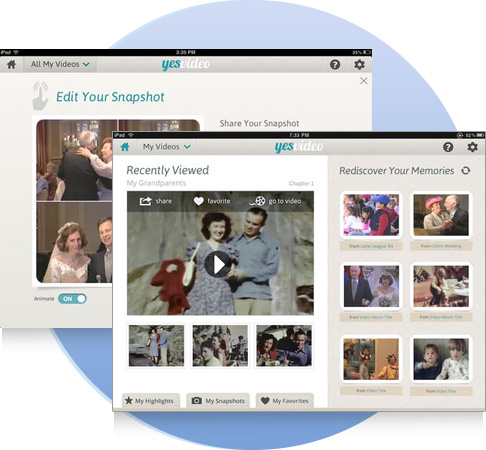 iPad
3:35 PM
35%
All My Videos
yesvideo
Edit Your Snapshot
Share Your Snapshot
Animate
ON
iPad
7:33 PM
82%
My Videos
yesvideo
Recently Viewed
My Grandparents
Chapter 1
share
favorite
go to video
Rediscover Your Memories
from Little League '84
from Collins Wedding
from Video Album Title
from Video Album Title
from Video Title
from Video Title
My Highlights
My Snapshots
My Favorites